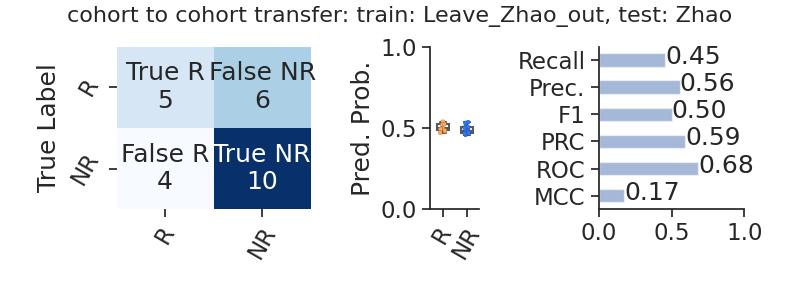 cohort to cohort transfer: train: Leave_Zhao_out, test: Zhao
True Label
R
NR
True R
5
False NR
6
False R
4
True NR
10
R
NR
Pred. Prob.
1.0
0.5
0.0
R
NR
Recall
0.45
Prec.
0.56
F1
0.50
PRC
0.59
ROC
0.68
MCC
0.17
0.0
0.5
1.0